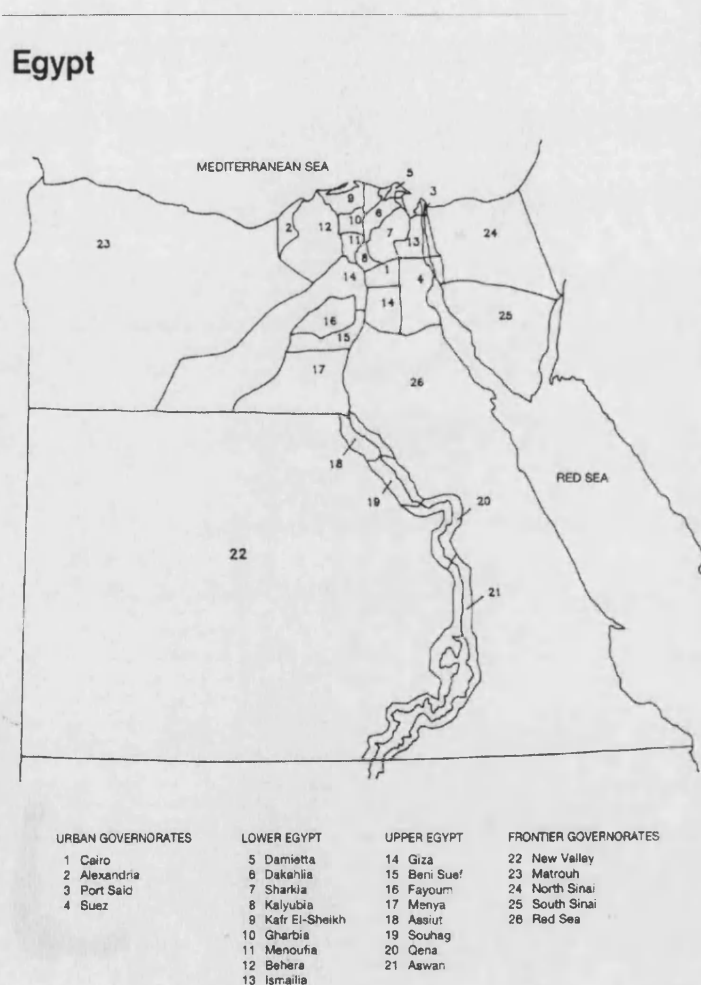 Egypt
MEDITERRANEAN SEA
5
3
9
2
12
10
6
7
23
24
11
13
8
1
14
4
14
16
25
15
17
26
18
RED SEA
19
20
22
21
URBAN GOVERNORATES
1 Cairo
2 Alexandria
3 Port Said
4 Suez
LOWER EGYPT
5 Damietta
6 Dakahlia
7 Sharkia
8 Kalyubia
9 Kafr El-Sheikh
10 Gharbia
11 Menoufia
12 Behera
13 Ismailia
UPPER EGYPT
14 Giza
15 Beni Suef
16 Fayoum
17 Menya
18 Assiut
19 Souhag
20 Qena
21 Aswan
FRONTIER GOVERNORATES
22 New Valley
23 Matrouh
24 North Sinai
25 South Sinai
26 Red Sea